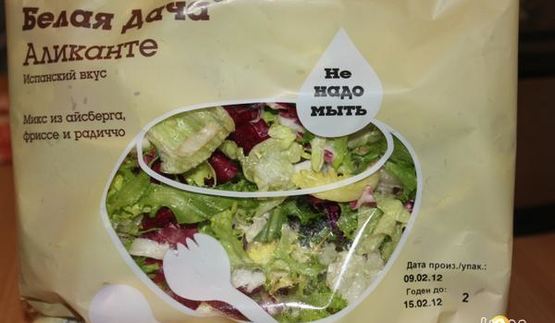 Белая Дача
Аликанте
Испанский вкус
Микс из айсберга,
фриссе и радиччо
Не
надо
мыть
Дата произ./упак.:
09.02.12
Годен до:
15.02.12 2